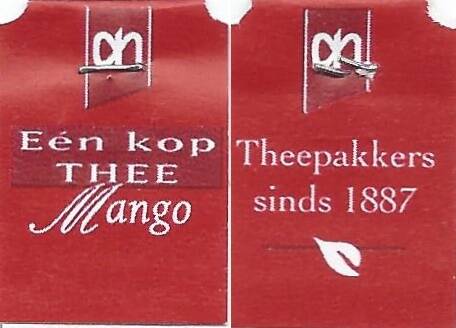 ah
Eén kop
THEE
Mango
ah
Theepakkers
sinds 1887